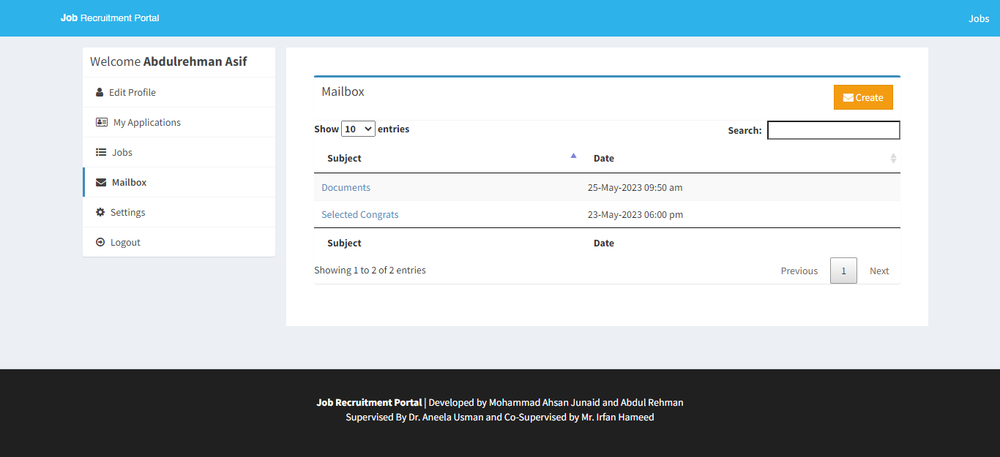 Job Recruitment Portal
Jobs
Welcome Abdulrehman Asif
Edit Profile
My Applications
Jobs
Mailbox
Settings
Logout
Mailbox
Create
Show 10 entries
Search:
Subject Date
Documents 25-May-2023 09:50 am
Selected Congrats 23-May-2023 06:00 pm
Subject Date
Showing 1 to 2 of 2 entries
Previous 1 Next
Job Recruitment Portal | Developed by Mohammad Ahsan Junaid and Abdul Rehman
Supervised By Dr. Aneela Usman and Co-Supervised by Mr. Irfan Hameed